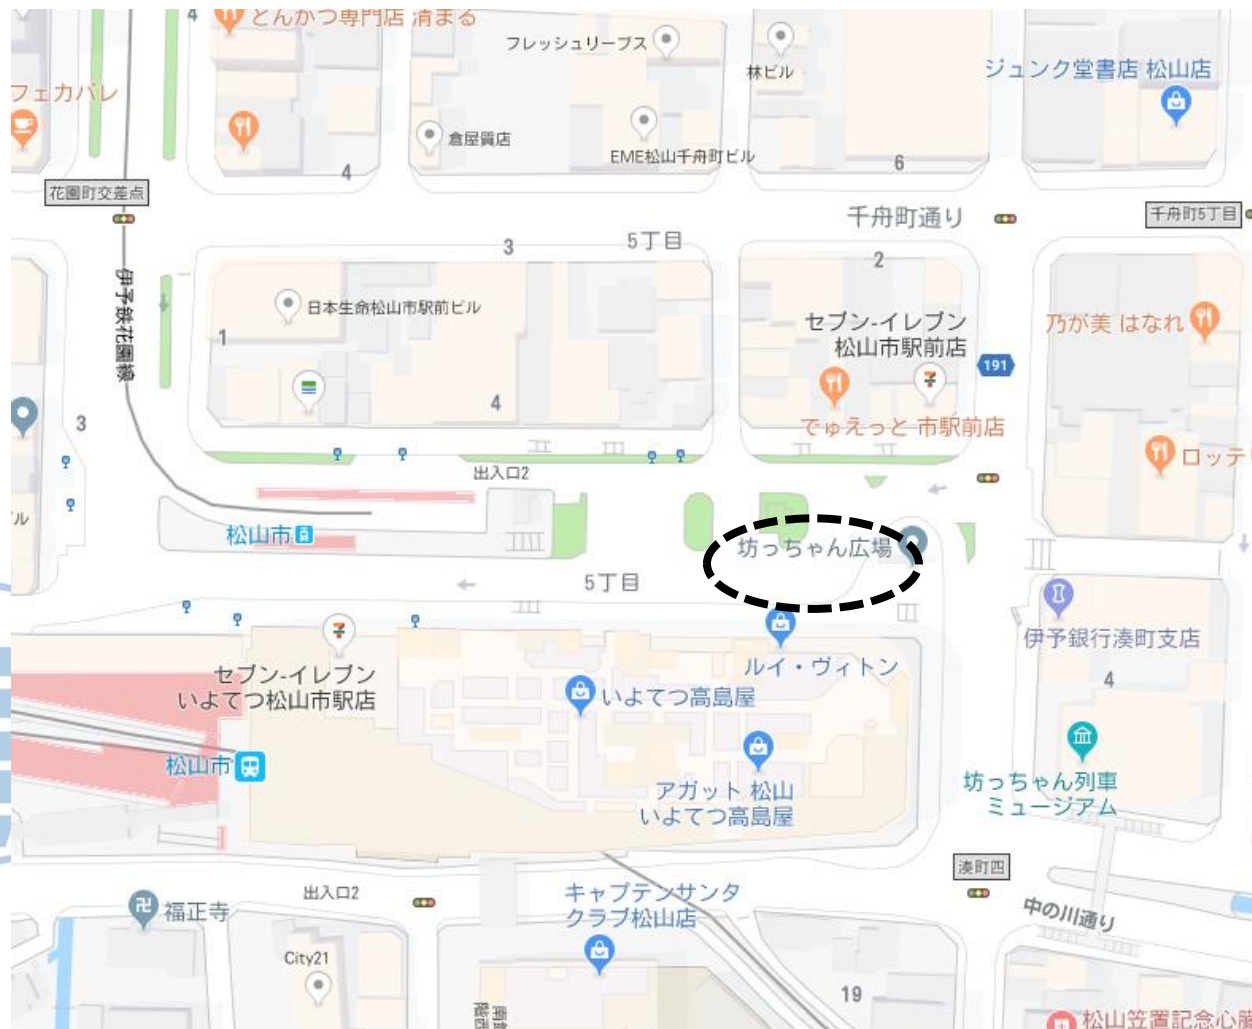 4
とんかつ専門店 清まる
フレッシュリーブス
林ビル
ジュンク堂書店 松山店
フェカバレ
倉屋質店
EME松山千舟町ビル
4
6
花園町交差点
千舟町通り
千舟町5丁目
5丁目
3
2
伊予鉄花園線
日本生命松山市駅前ビル
1
セブン-イレブン
松山市駅前店
乃が美 はなれ
191
4
3
でゅえっと 市駅前店
ロッテリ
出入口2
ル
松山市
坊っちゃん広場
5丁目
伊予銀行湊町支店
セブン-イレブン
いよてつ松山市駅店
ルイ・ヴィトン
いよてつ高島屋
4
松山市
アガット 松山
いよてつ高島屋
坊っちゃん列車
ミュージアム
湊町四
出入口2
福正寺
キャプテンサンタ
クラブ松山店
中の川通り
City21
19
松山笠置記念心臓